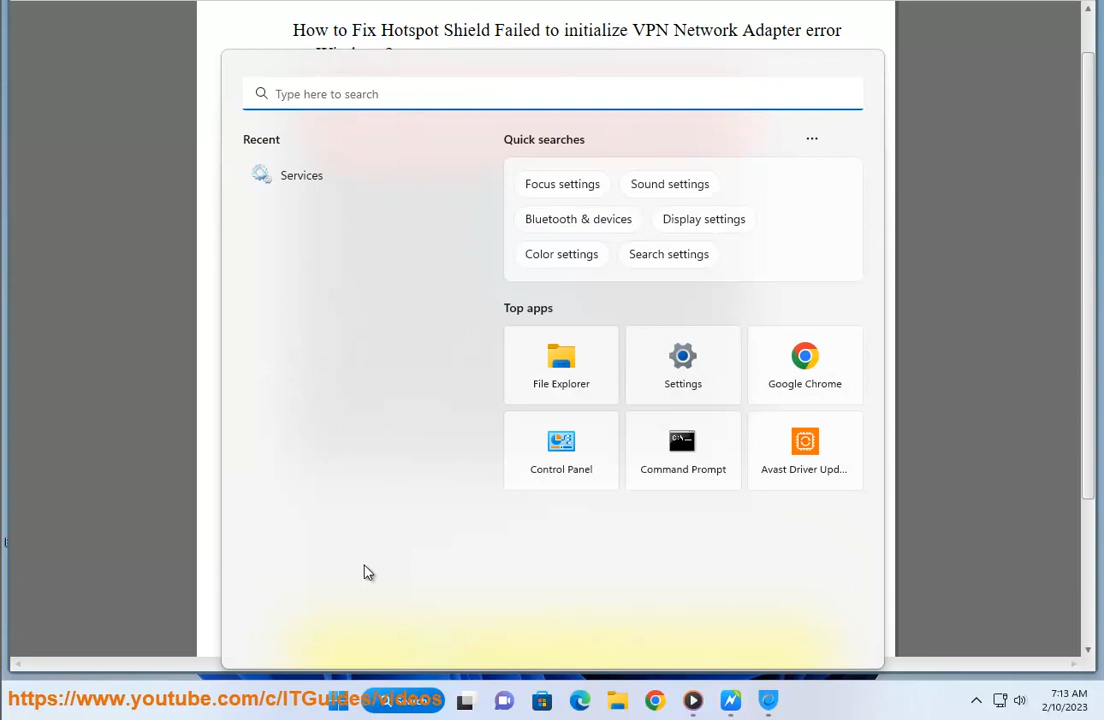 How to Fix Hotspot Shield Failed to initialize VPN Network Adapter error
Type here to search
Recent
Quick searches
...
Services
Focus settings
Sound settings
Bluetooth & devices
Display settings
Color settings
Search settings
Top apps
File Explorer
Settings
Google Chrome
Control Panel
Command Prompt
Avast Driver Upd...
https://www.youtube.com/c/ITGuides/videos
7:13 AM
2/10/2023